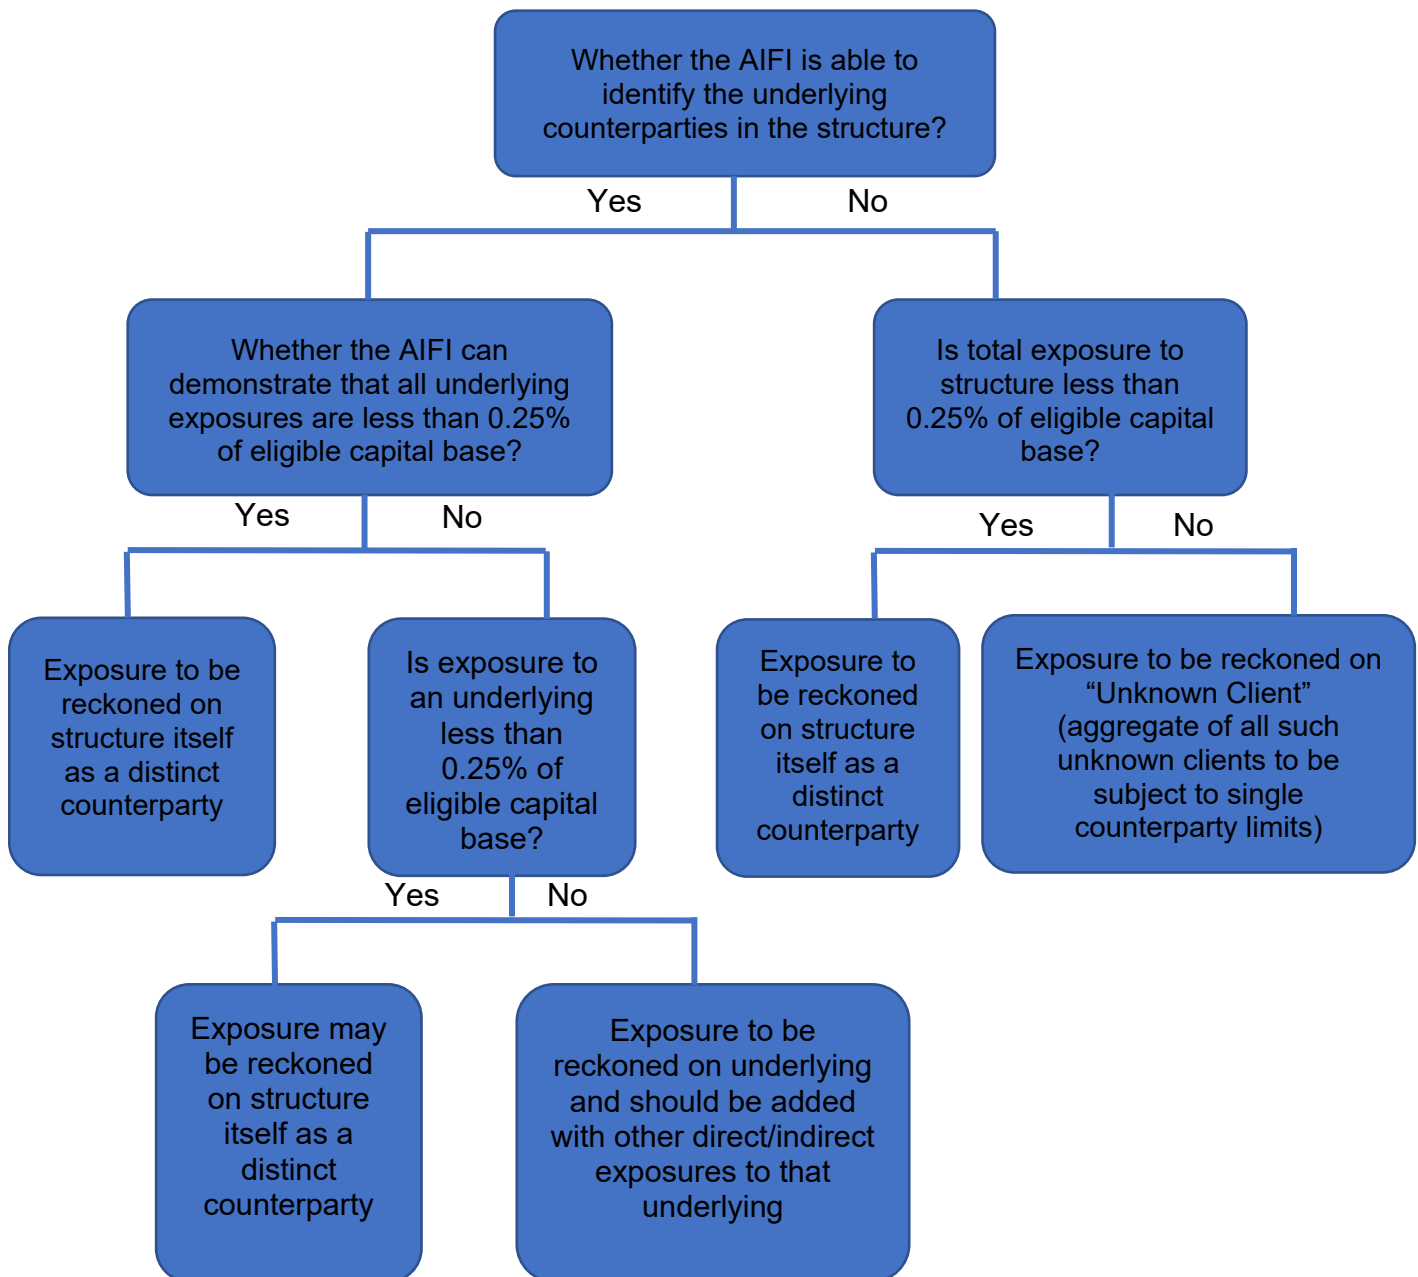 Whether the AIFI is able to
identify the underlying
counterparties in the structure?
Yes
No
Whether the AIFI can
demonstrate that all underlying
exposures are less than 0.25%
of eligible capital base?
Is total exposure to
structure less than
0.25% of eligible capital
base?
Yes
No
Yes
No
Exposure to be
reckoned on
structure itself
as a distinct
counterparty
Is exposure to
an underlying
less than
0.25% of
eligible capital
base?
Exposure to
be reckoned
on structure
itself as a
distinct
counterparty
Exposure to be reckoned on
“Unknown Client”
(aggregate of all such
unknown clients to be
subject to single
counterparty limits)
Yes
No
Exposure may
be reckoned
on structure
itself as a
distinct
counterparty
Exposure to be
reckoned on underlying
and should be added
with other direct/indirect
exposures to that
underlying